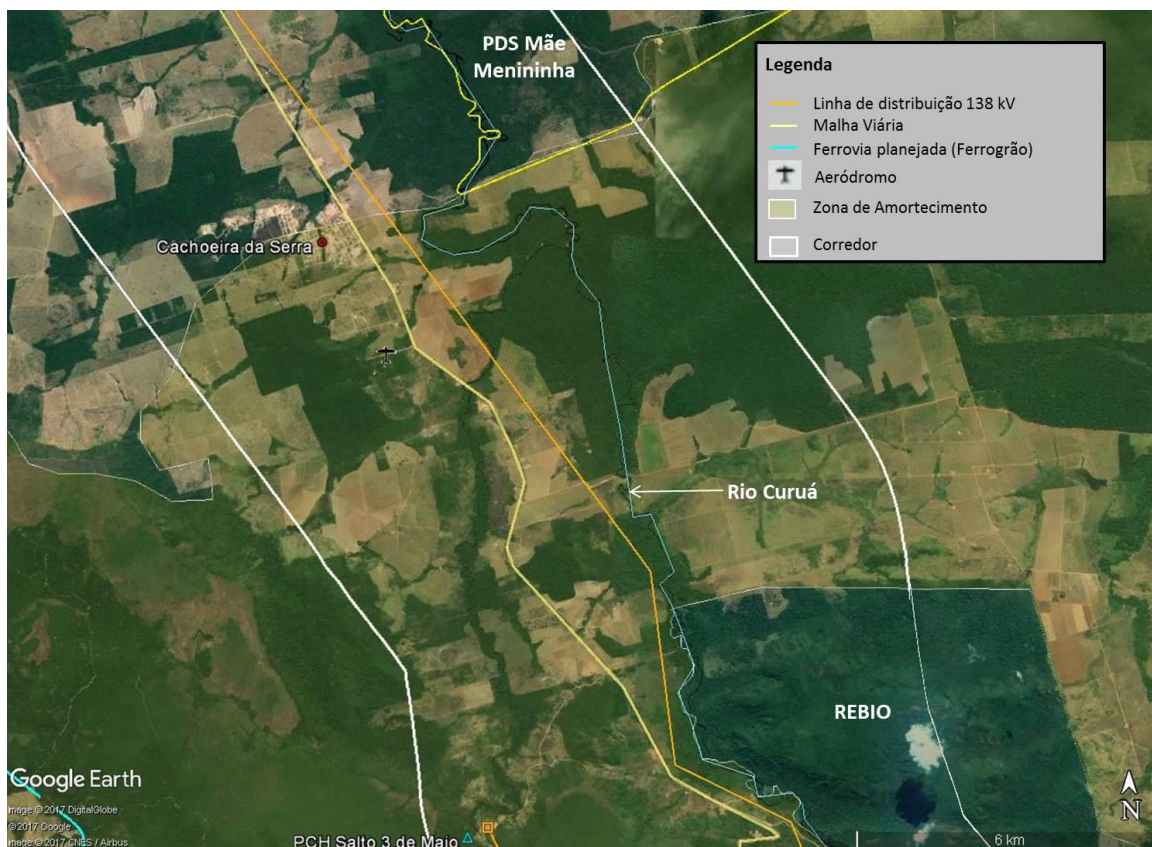 PDS Mãe
Menininha
Legenda
Linha de distribuição 138 kV
Malha Viária
Ferrovia planejada (Ferrogrão)
Aeródromo
Zona de Amortecimento
Corredor
Cachoeira da Serra
Rio Curuá
REBIO
Google Earth
Image © 2017 DigitalGlobe
© 2017 Google
Image © 2017 CNES / Airbus
PCH Salto 3 de Maio
6 km
N